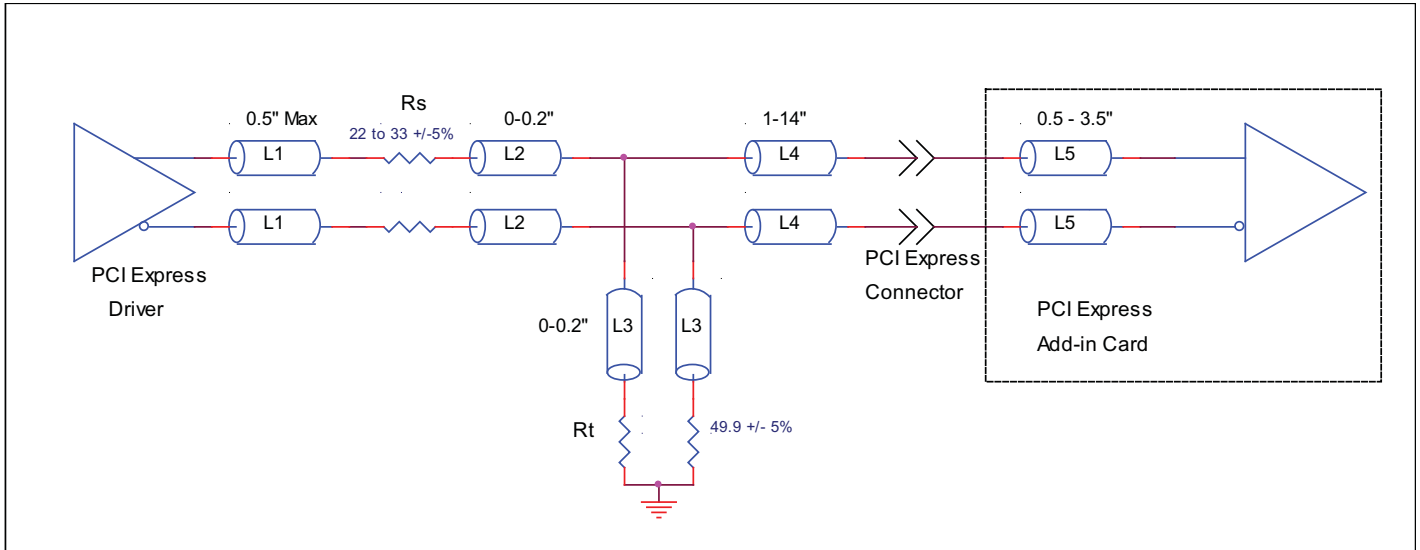 Rs
0.5" Max
22 to 33 +/-5%
0-0.2"
1-14"
0.5 - 3.5"
L1
L2
L4
L5
L1
L2
L4
L5
PCI Express
Driver
PCI Express
Connector
0-0.2"
L3
L3
PCI Express
Add-in Card
Rt
49.9 +/- 5%